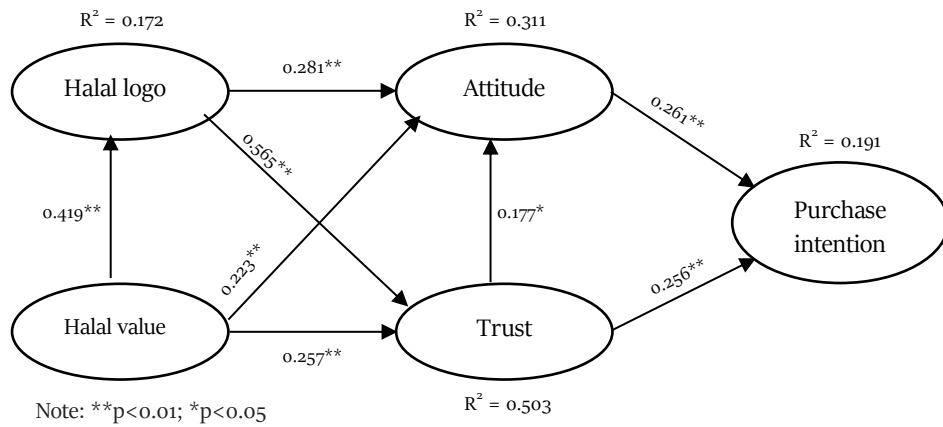 R² = 0.172
R² = 0.311
Halal logo
0.281**
Attitude
0.261**
0.565**
R² = 0.191
0.419**
0.177*
Purchase
intention
0.223**
0.256**
Halal value
Trust
0.257**
R² = 0.503
Note: **p<0.01; *p<0.05